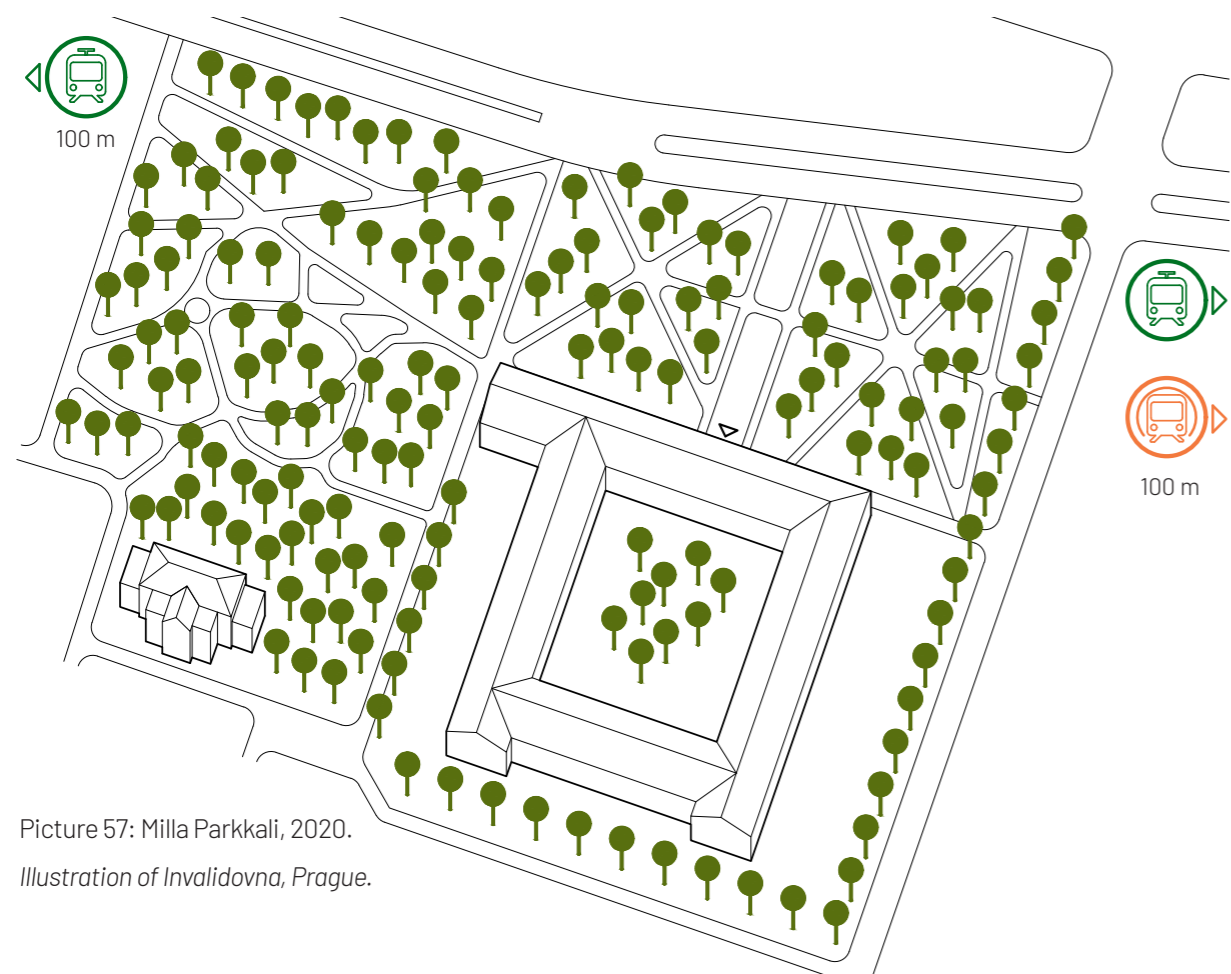 100 m
100 m
Picture 57: Milla Parkkali, 2020.
Illustration of Invalidovna, Prague.